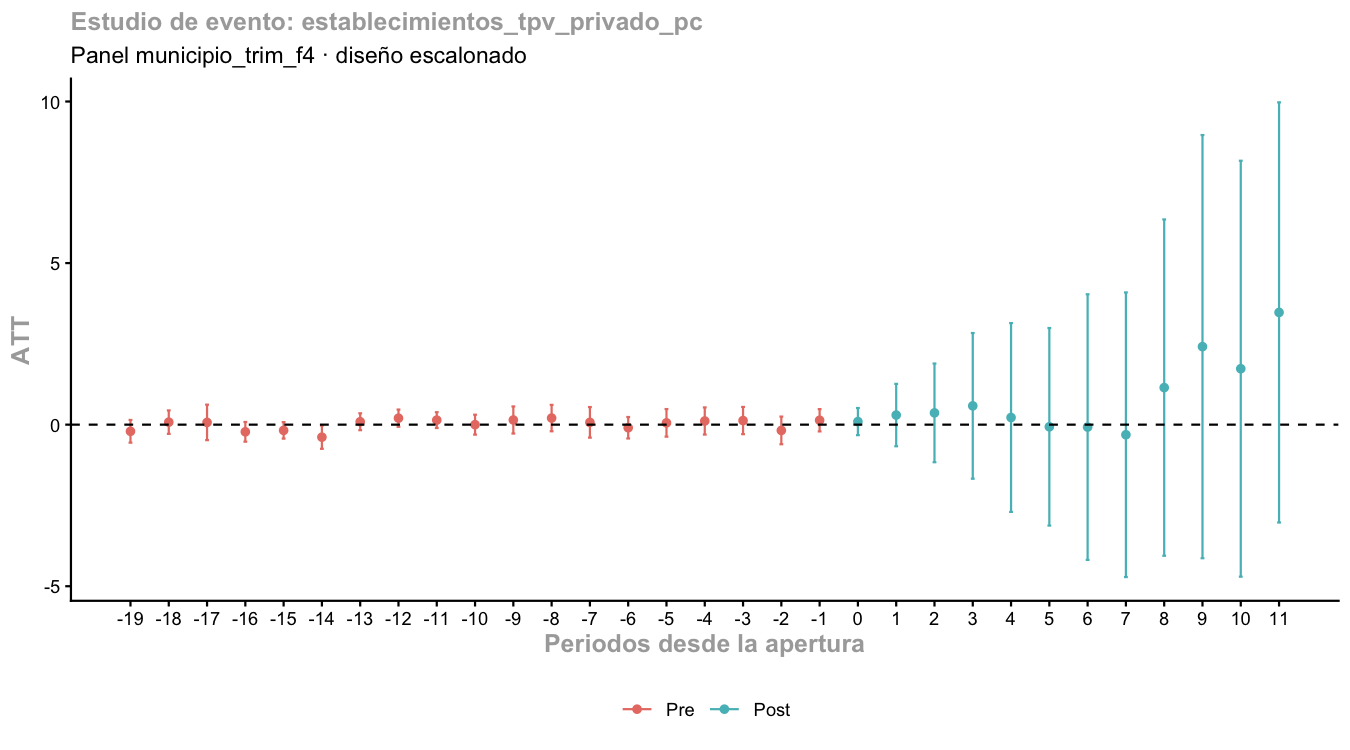 Estudio de evento: establecimientos_tpv_privado_pc
Panel municipio_trim_f4 · diseño escalonado
10
5
0
-5
ATT
-19 -18 -17 -16 -15 -14 -13 -12 -11 -10 -9 -8 -7 -6 -5 -4 -3 -2 -1 0 1 2 3 4 5 6 7 8 9 10 11
Periodos desde la apertura
Pre Post